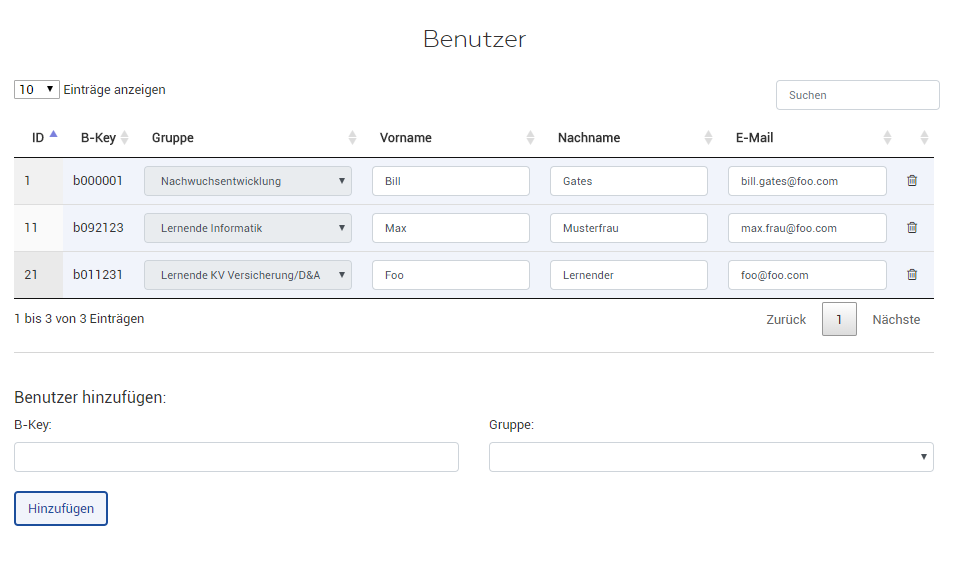 Benutzer
10 Einträge anzeigen Suchen
ID B-Key Gruppe Vorname Nachname E-Mail
1 b000001 Nachwuchsentwicklung Bill Gates bill.gates@foo.com
11 b092123 Lernende Informatik Max Musterfrau max.frau@foo.com
21 b011231 Lernende KV Versicherung/D&A Foo Lernender foo@foo.com
1 bis 3 von 3 Einträgen Zurück 1 Nächste
Benutzer hinzufügen:
B-Key: Gruppe:
Hinzufügen